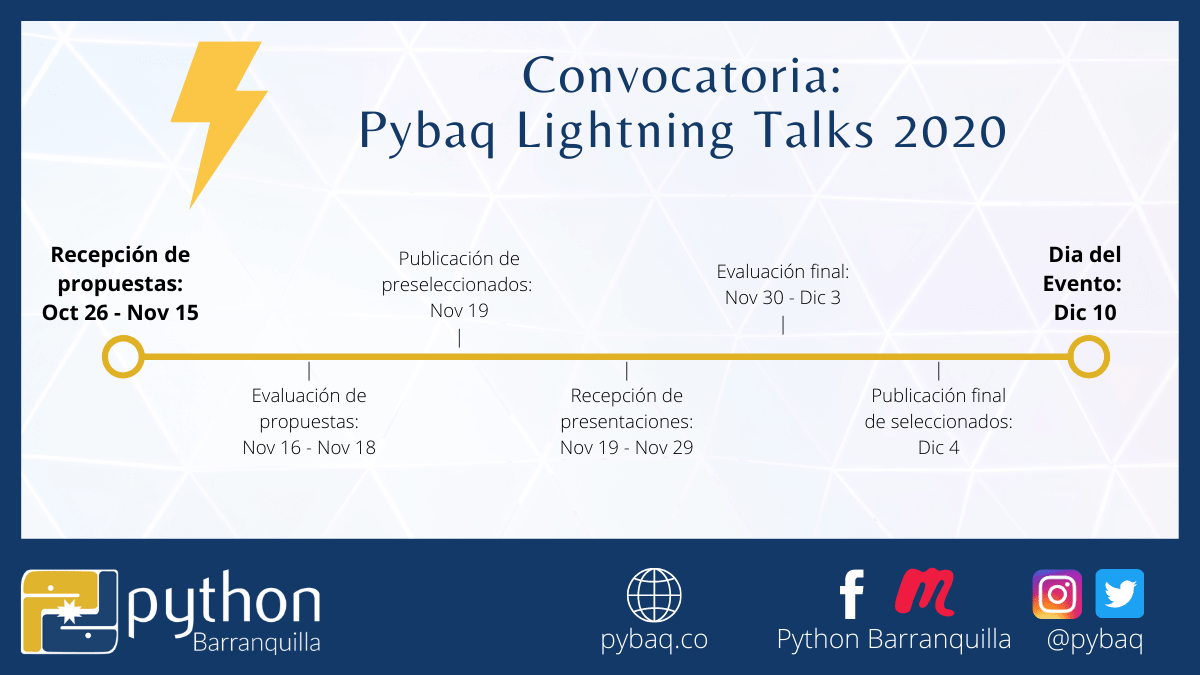 Convocatoria:
Pybaq Lightning Talks 2020
Recepción de
propuestas:
Oct 26 - Nov 15
Evaluación de
propuestas:
Nov 16 - Nov 18
Publicación de
preseleccionados:
Nov 19
Recepción de
presentaciones:
Nov 19 - Nov 29
Evaluación final:
Nov 30 - Dic 3
Publicación final
de seleccionados:
Dic 4
Dia del
Evento:
Dic 10
python
Barranquilla
pybaq.co
Python Barranquilla
@pybaq